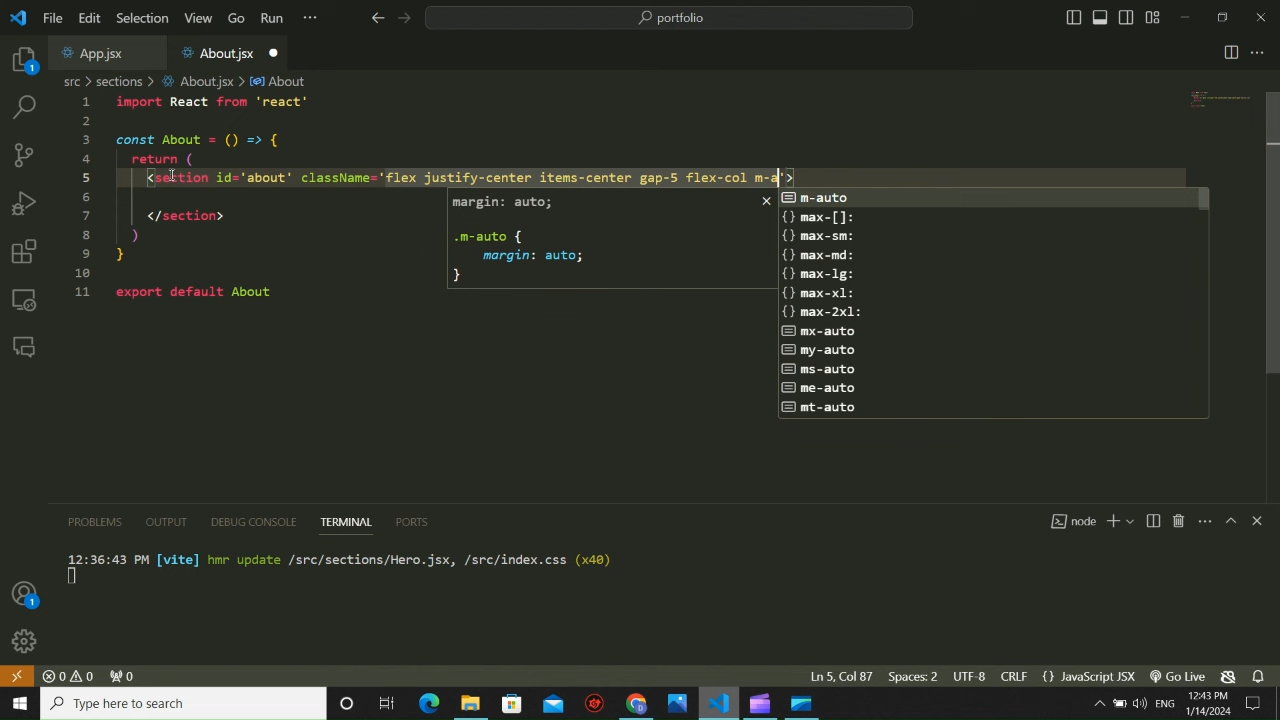 File Edit Selection View Go Run ··· portfolio
App.jsx About.jsx
src > sections > About.jsx > About
1 import React from 'react'
2
3 const About = () => {
4 return (
5 <section id='about' className='flex justify-center items-center gap-5 flex-col m-a'>
6
7 </section>
8 )
9 }
10
11 export default About
margin: auto;
.m-auto {
margin: auto;
}
m-auto
{} max-[]:
{} max-sm:
{} max-md:
{} max-lg:
{} max-xl:
{} max-2xl:
mx-auto
my-auto
ms-auto
me-auto
mt-auto
1
1
PROBLEMS OUTPUT DEBUG CONSOLE TERMINAL PORTS node
12:36:43 PM [vite] hmr update /src/sections/Hero.jsx, /src/index.css (x40)
0 0 0 Ln 5, Col 87 Spaces: 2 UTF-8 CRLF {} JavaScript JSX Go Live
Type here to search ENG 12:43 PM
1/14/2024